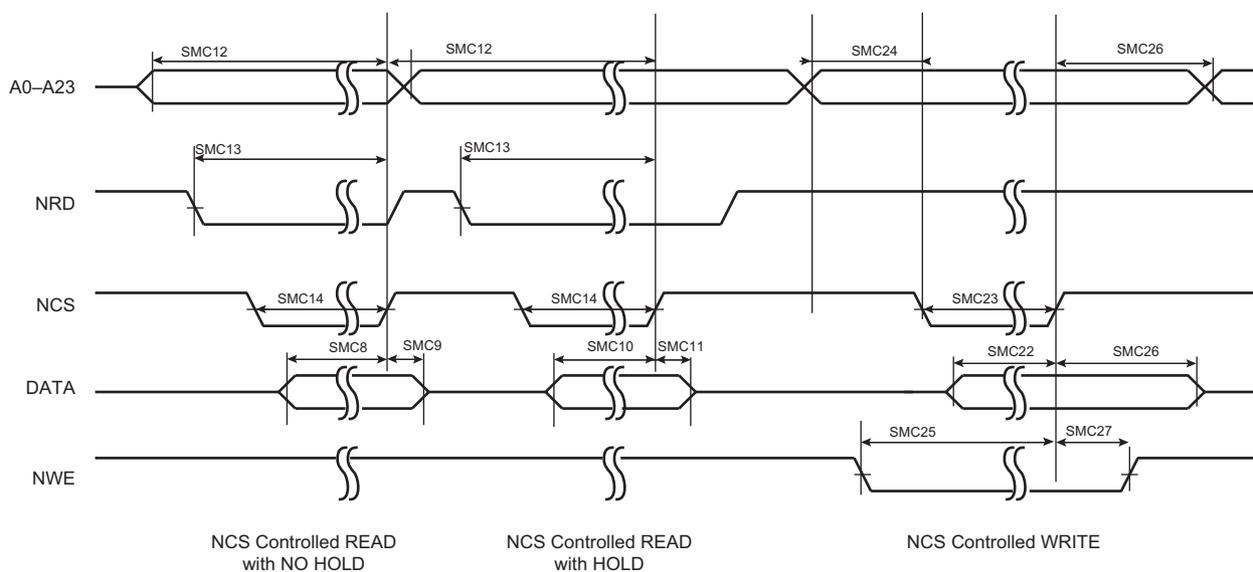 SMC12
SMC12
SMC24
SMC26
A0–A23
SMC13
SMC13
NRD
NCS
SMC14
SMC14
SMC23
SMC8
SMC9
SMC10
SMC11
SMC22
SMC26
DATA
SMC25
SMC27
NWE
NCS Controlled READ
with NO HOLD
NCS Controlled READ
with HOLD
NCS Controlled WRITE